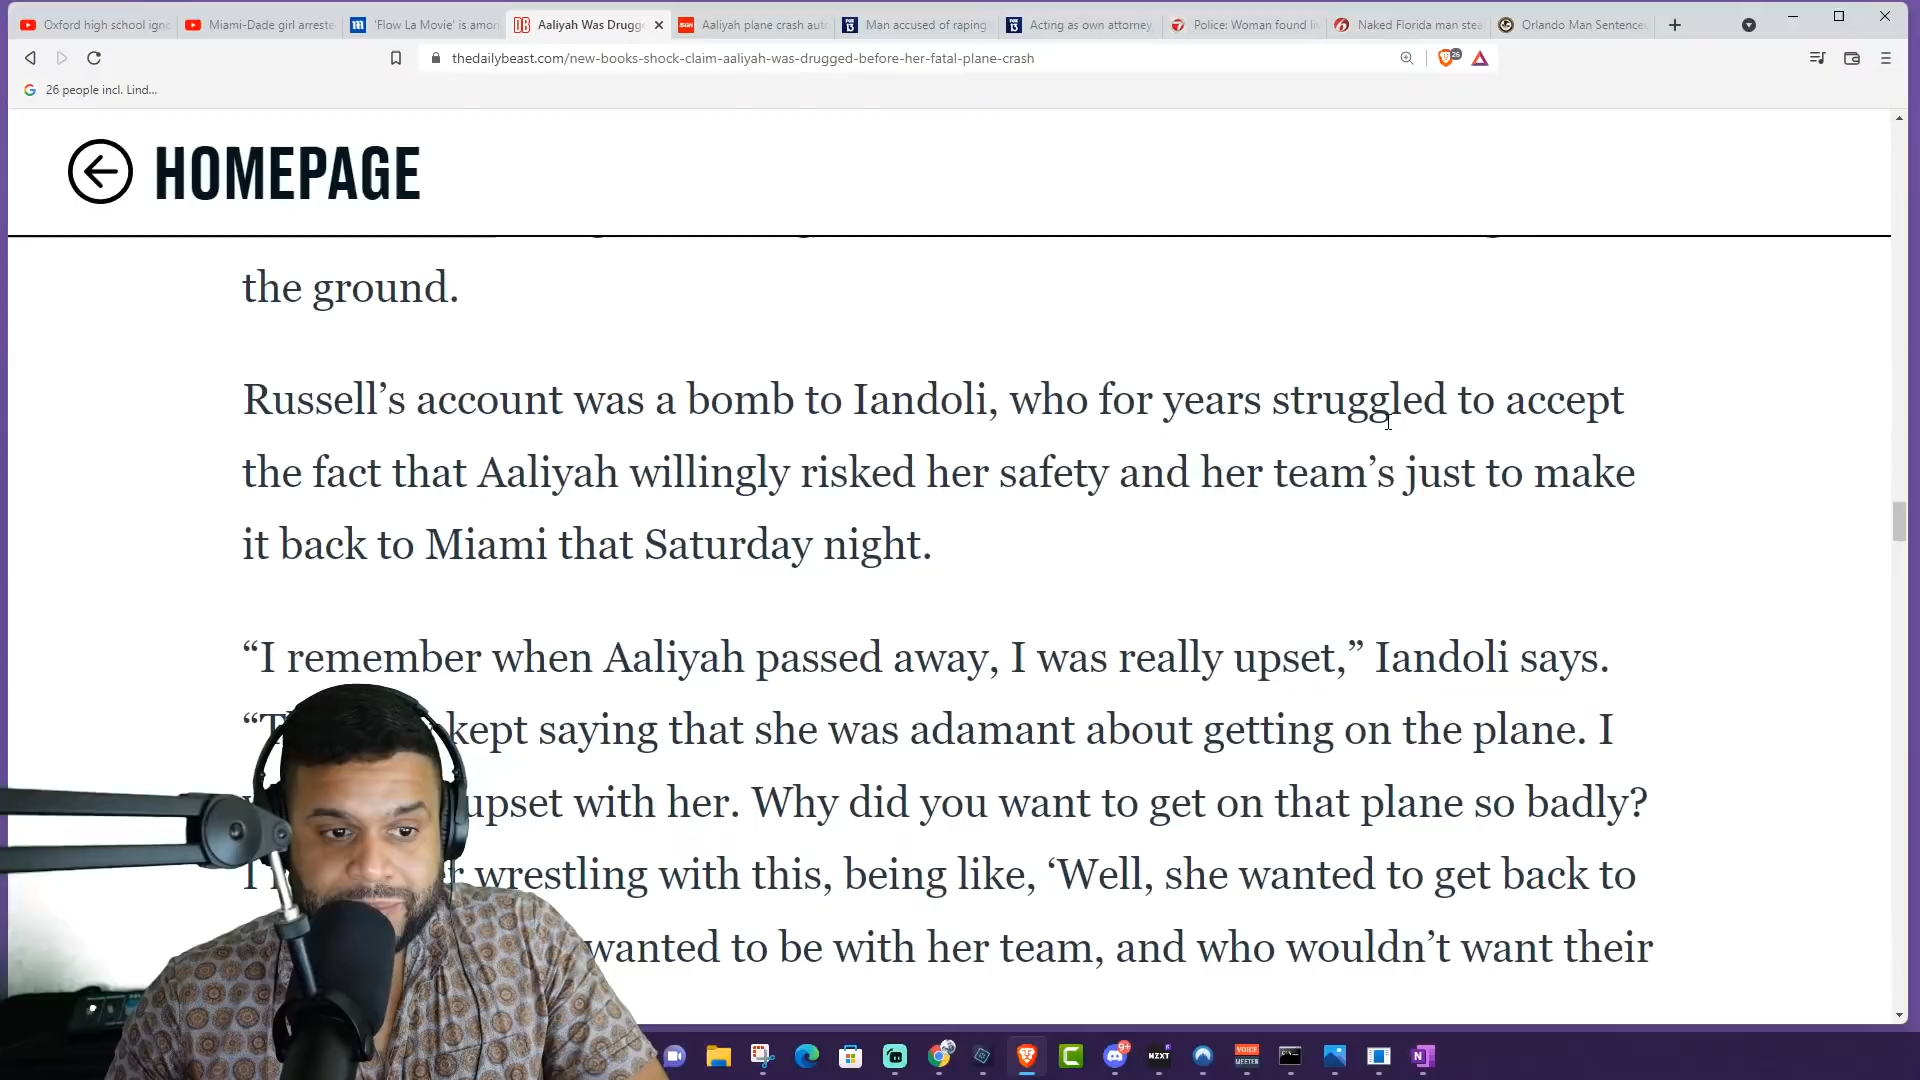 Oxford high school igno
Miami-Dade girl arreste
'Flow La Movie' is amon
Aaliyah Was Drugge
Aaliyah plane crash aut
Man accused of raping
Acting as own attorney,
Police: Woman found li
Naked Florida man stea
Orlando Man Sentence
thedailybeast.com/new-books-shock-claim-aaliyah-was-drugged-before-her-fatal-plane-crash
26 people incl. Lind...
HOMEPAGE
the ground.
Russell’s account was a bomb to Iandoli, who for years struggled to accept
the fact that Aaliyah willingly risked her safety and her team’s just to make
it back to Miami that Saturday night.
“I remember when Aaliyah passed away, I was really upset,” Iandoli says.
kept saying that she was adamant about getting on the plane. I
upset with her. Why did you want to get on that plane so badly?
wrestling with this, being like, ‘Well, she wanted to get back to
wanted to be with her team, and who wouldn’t want their